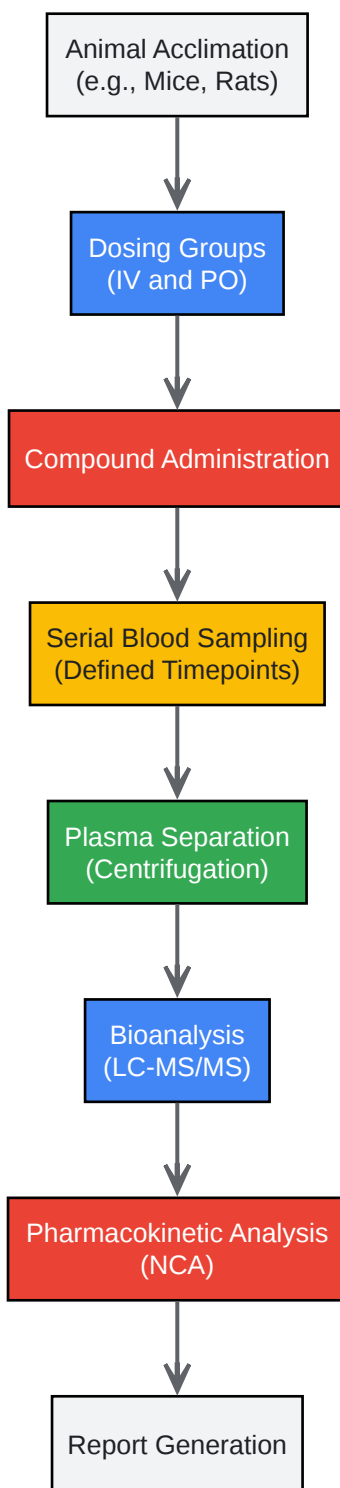 Animal Acclimation
(e.g., Mice, Rats)
Dosing Groups
(IV and PO)
Compound Administration
Serial Blood Sampling
(Defined Timepoints)
Plasma Separation
(Centrifugation)
Bioanalysis
(LC-MS/MS)
Pharmacokinetic Analysis
(NCA)
Report Generation